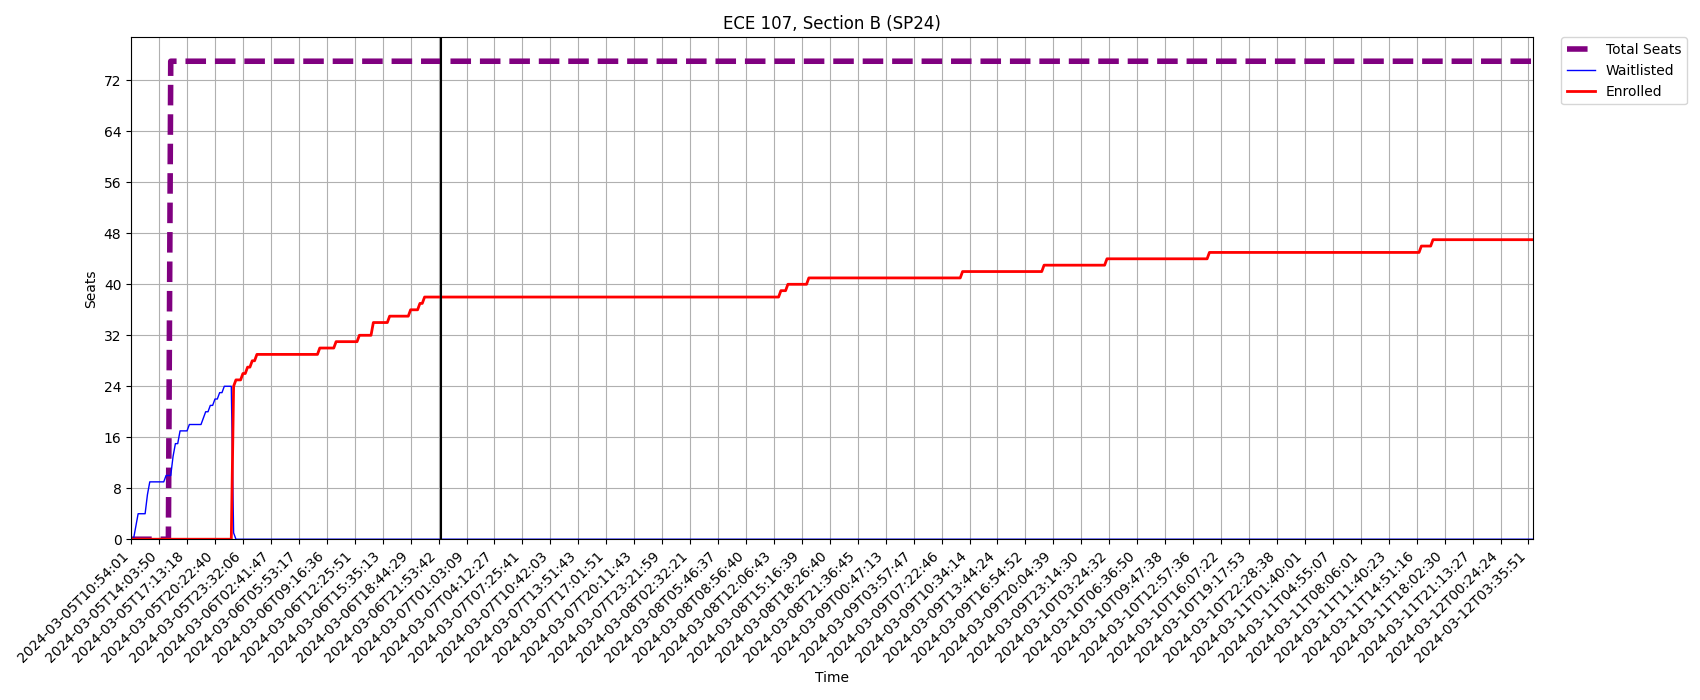 ECE 107, Section B (SP24)
Total Seats
Waitlisted
Enrolled
Seats
72
64
56
48
40
32
24
16
8
0
2024-03-05T10:54:01
2024-03-05T14:03:50
2024-03-05T17:13:18
2024-03-05T20:22:40
2024-03-05T23:32:06
2024-03-06T02:41:47
2024-03-06T05:53:17
2024-03-06T09:16:36
2024-03-06T12:25:51
2024-03-06T15:35:13
2024-03-06T18:44:29
2024-03-06T21:53:42
2024-03-07T01:03:09
2024-03-07T04:12:27
2024-03-07T07:25:41
2024-03-07T10:42:03
2024-03-07T13:51:43
2024-03-07T17:01:51
2024-03-07T20:11:43
2024-03-07T23:21:59
2024-03-08T02:32:21
2024-03-08T05:46:37
2024-03-08T08:56:40
2024-03-08T12:06:43
2024-03-08T15:16:39
2024-03-08T18:26:40
2024-03-08T21:36:45
2024-03-09T00:47:13
2024-03-09T03:57:47
2024-03-09T07:22:46
2024-03-09T10:34:14
2024-03-09T13:44:24
2024-03-09T16:54:52
2024-03-09T20:04:39
2024-03-09T23:14:30
2024-03-10T03:24:32
2024-03-10T06:36:50
2024-03-10T09:47:38
2024-03-10T12:57:36
2024-03-10T16:07:22
2024-03-10T19:17:53
2024-03-10T22:28:38
2024-03-11T01:40:01
2024-03-11T04:55:07
2024-03-11T08:06:01
2024-03-11T11:40:23
2024-03-11T14:51:16
2024-03-11T18:02:30
2024-03-11T21:13:27
2024-03-12T00:24:24
2024-03-12T03:35:51
Time